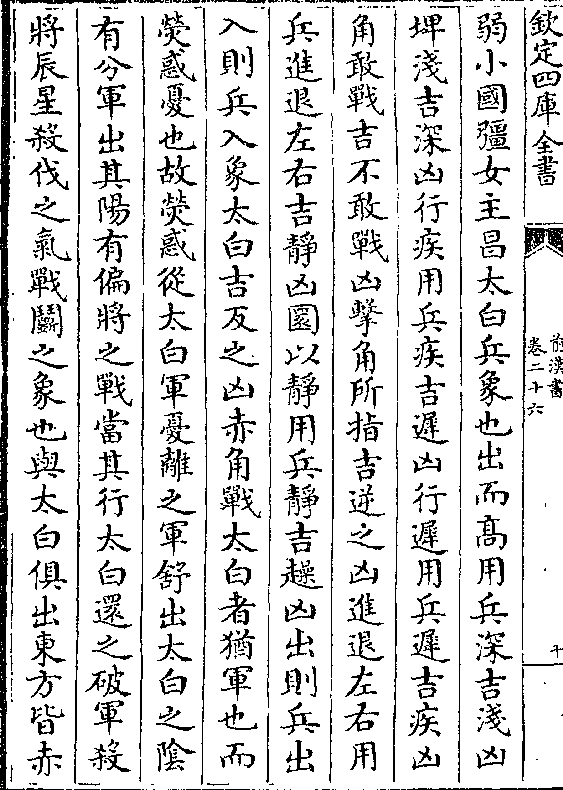 欽定四庫全書
前漢書
卷二十六
十
弱小國彊女主昌太白兵象也出而髙用兵深吉淺凶
埤淺吉深凶行疾用兵疾吉遲凶行遲用兵遲吉疾凶
角敢戰吉不敢戰凶擊角所指吉逆之凶進退左右用
兵進退左右吉靜凶圜以靜用兵靜吉趮凶出則兵出
入則兵入象太白吉反之凶赤角戰太白者猶軍也而
熒惑憂也故熒惑從太白軍憂離之軍舒出太白之隂
有分軍出其陽有偏將之戰當其行太白還之破軍殺
將辰星殺伐之氣戰鬭之象也與太白俱出東方皆赤